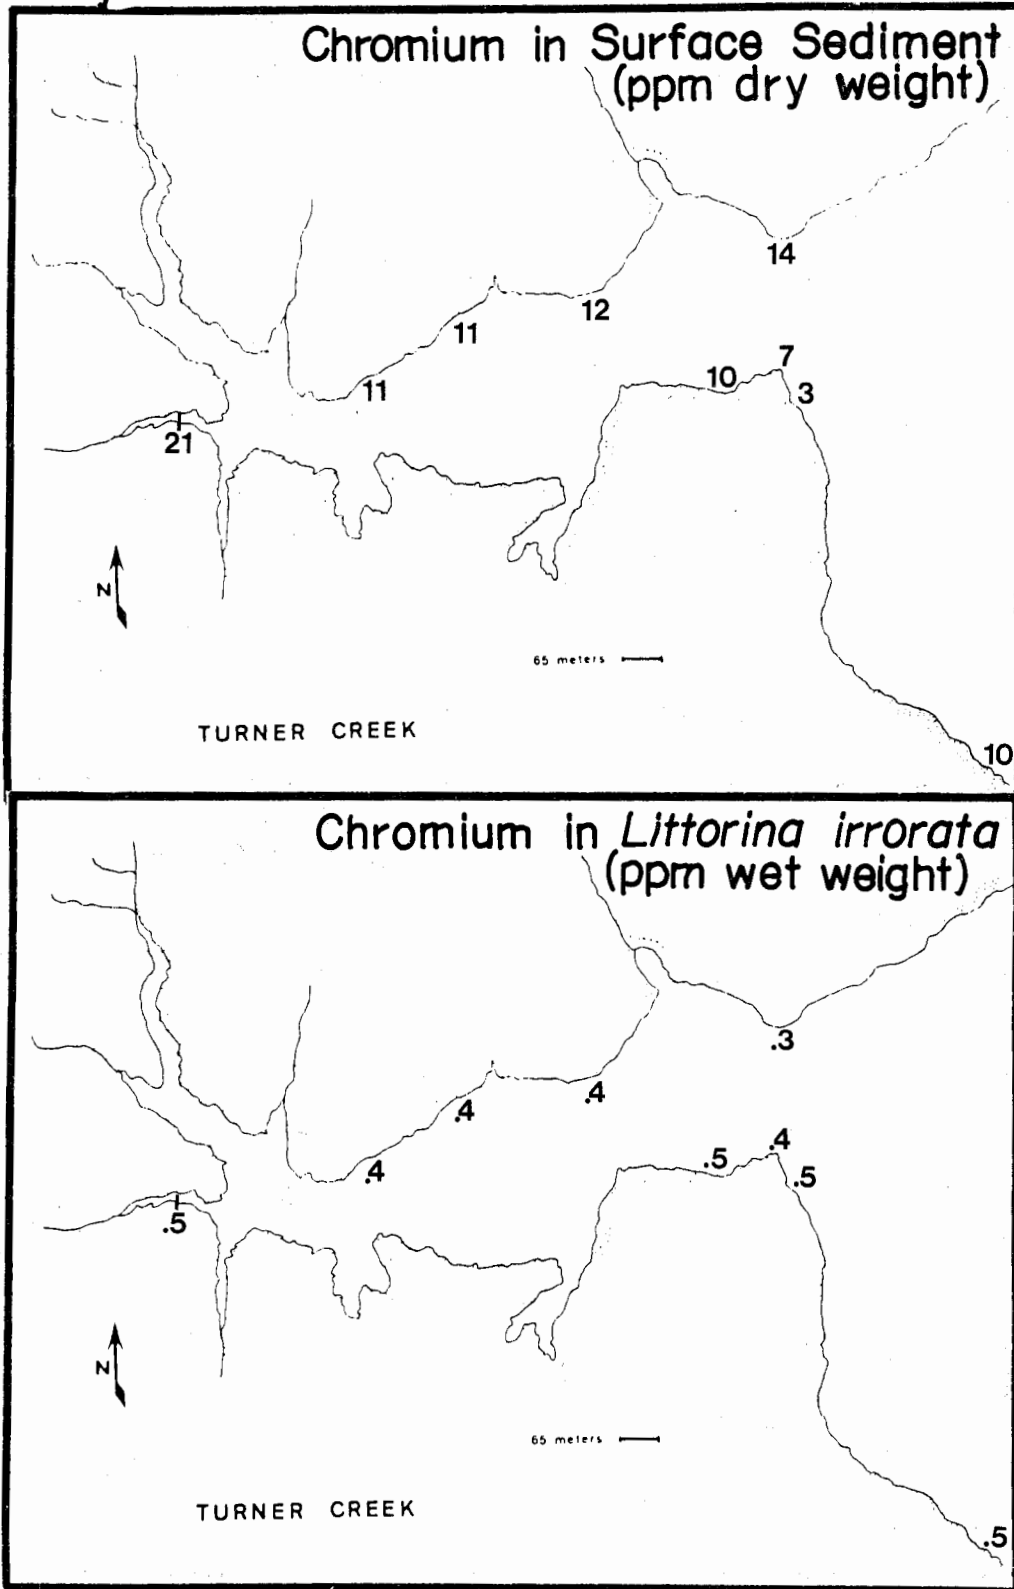 Chromium in Surface Sediment
(ppm dry weight)
14
12
11
11
7
10
3
21
N
65 meters
TURNER CREEK
10
Chromium in Littorina irrorata
(ppm wet weight)
.3
.4
.4
.4
.4
.5
.5
.5
N
65 meters
TURNER CREEK
.5